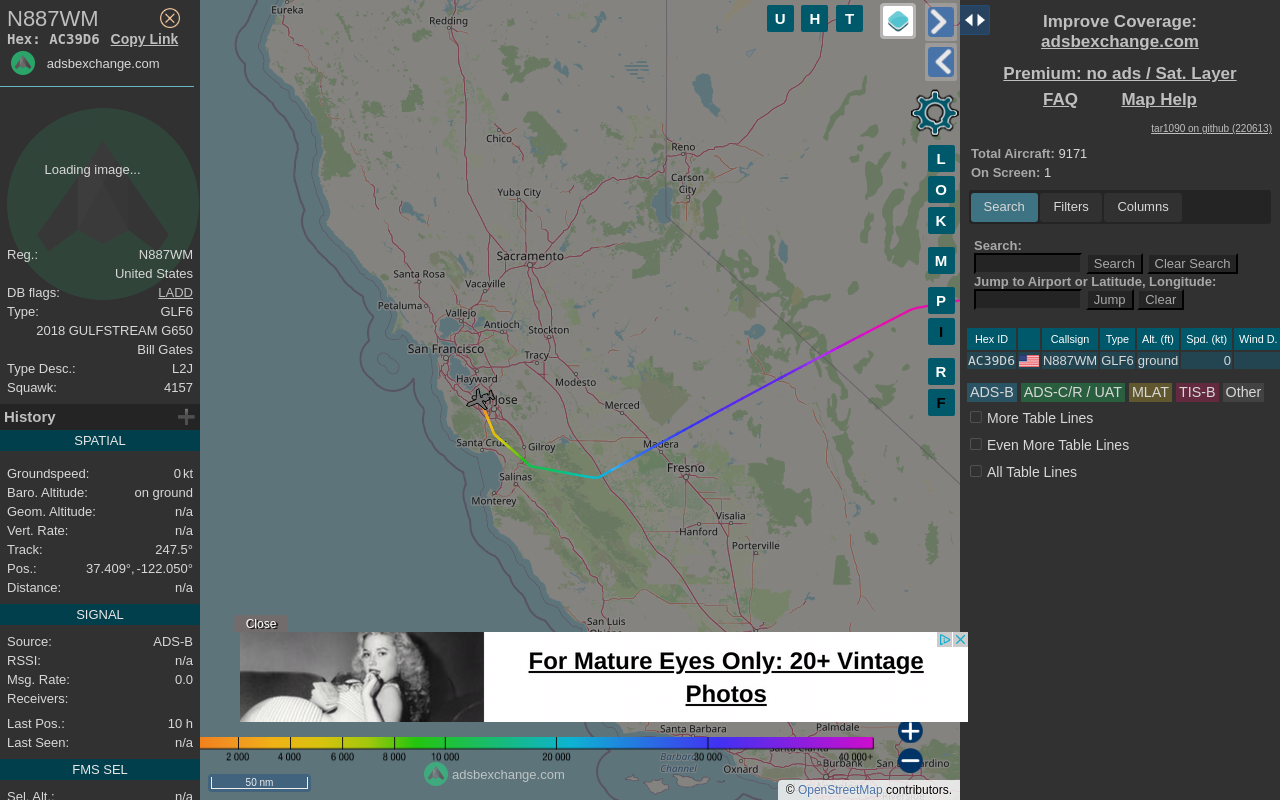 N887WM
Hex: AC39D6 Copy Link
adsbexchange.com
Loading image...
Reg.: N887WM
United States
DB flags: LADD
Type: GLF6
2018 GULFSTREAM G650
Bill Gates
Type Desc.: L2J
Squawk: 4157
History
SPATIAL
Groundspeed: 0 kt
Baro. Altitude: on ground
Geom. Altitude: n/a
Vert. Rate: n/a
Track: 247.5°
Pos.: 37.409°, -122.050°
Distance: n/a
SIGNAL
Source: ADS-B
RSSI: n/a
Msg. Rate: 0.0
Receivers:
Last Pos.: 10 h
Last Seen: n/a
FMS SEL
Sel. Alt.: n/a
Eureka
Redding
Chico
Reno
Carson
City
Yuba City
Sacramento
Santa Rosa
Vacaville
Petaluma
Vallejo
Antioch
Stockton
San Francisco
Tracy
Hayward
Modesto
Jose
Merced
Santa Cruz
Gilroy
Madera
Salinas
Fresno
Monterey
Visalia
Hanford
Porterville
San Luis
U H T
L
O
K
M
P
I
R
F
Close
For Mature Eyes Only: 20+ Vintage
Photos
Santa Barbara
Palmdale
Santa Clarita
2 000 4 000 6 000 8 000 10 000 20 000 30 000 40 000+
Barbara
Channel
Oxnard
Burbank
adsbexchange.com
50 nm
© OpenStreetMap contributors.
Improve Coverage:
adsbexchange.com
Premium: no ads / Sat. Layer
FAQ Map Help
tar1090 on github (220613)
Total Aircraft: 9171
On Screen: 1
Search Filters Columns
Search:
Search Clear Search
Jump to Airport or Latitude, Longitude:
Jump Clear
Hex ID Callsign Type Alt. (ft) Spd. (kt) Wind D.
AC39D6 N887WM GLF6 ground 0
ADS-B ADS-C/R / UAT MLAT TIS-B Other
More Table Lines
Even More Table Lines
All Table Lines